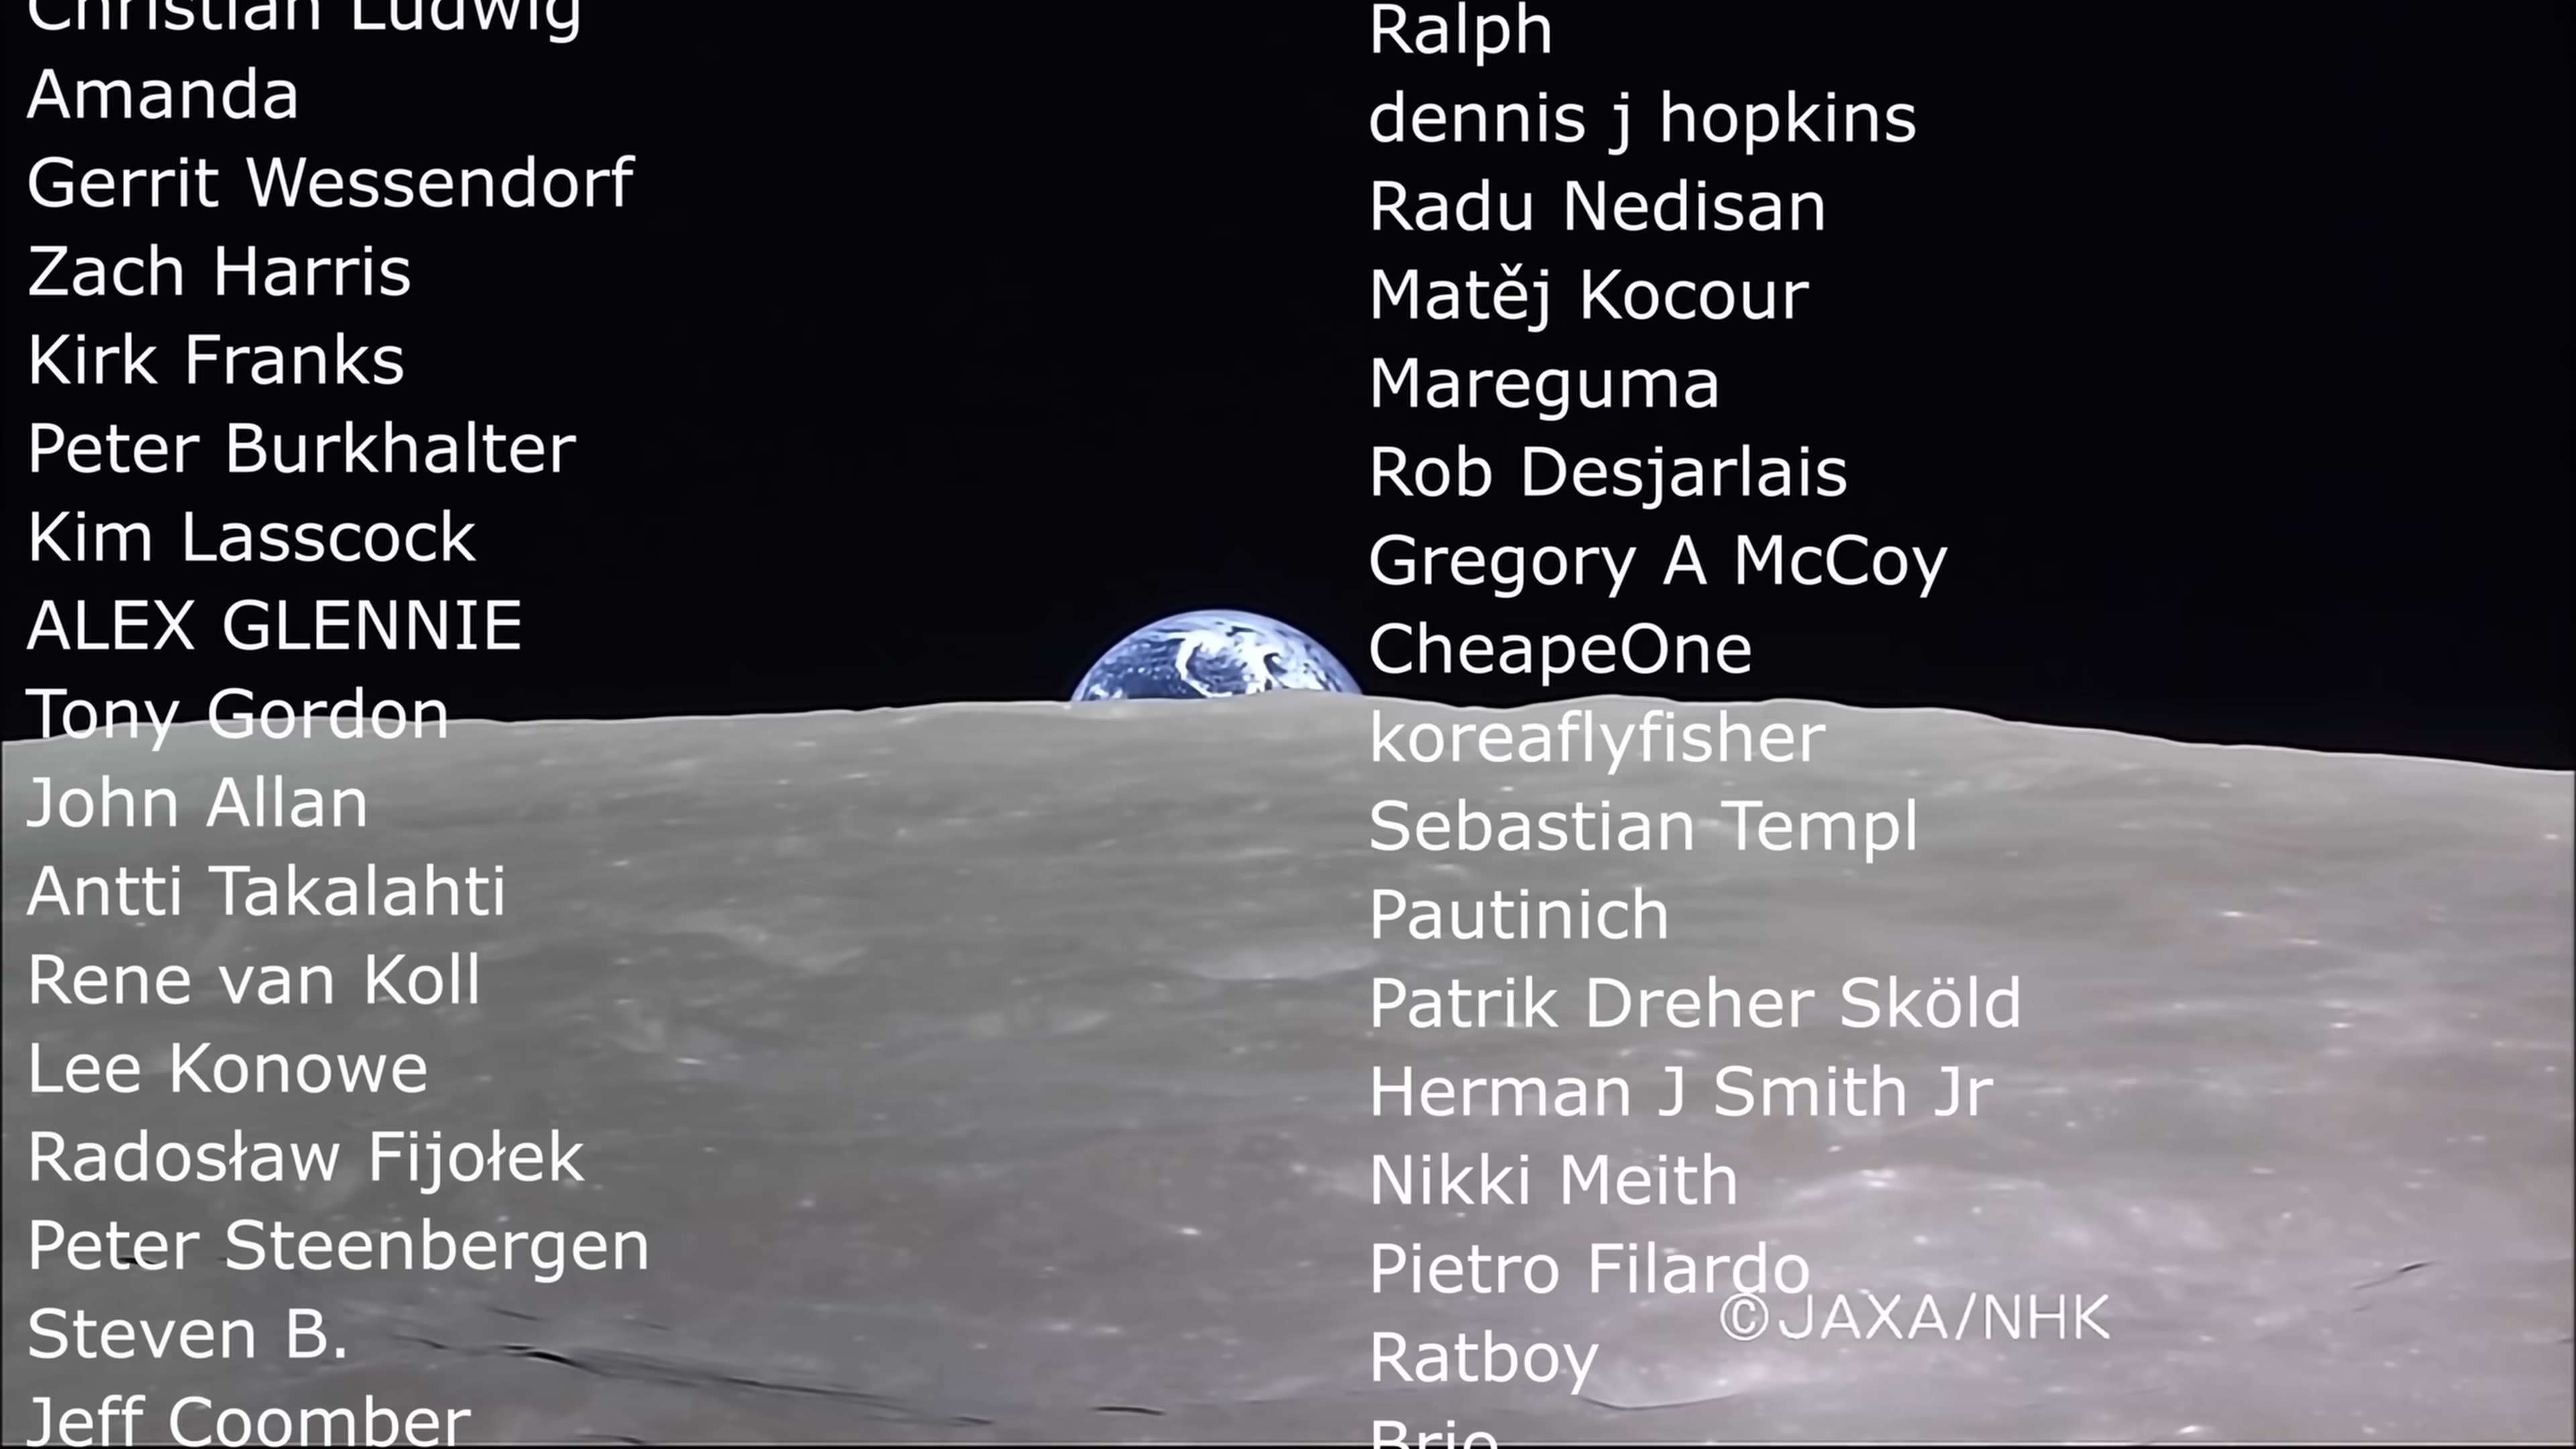 Christian Ludwig
Amanda
Gerrit Wessendorf
Zach Harris
Kirk Franks
Peter Burkhalter
Kim Lasscock
ALEX GLENNIE
Tony Gordon
John Allan
Antti Takalahti
Rene van Koll
Lee Konowe
Radosław Fijołek
Peter Steenbergen
Steven B.
Jeff Coomber
Ralph
dennis j hopkins
Radu Nedisan
Matěj Kocour
Mareguma
Rob Desjarlais
Gregory A McCoy
CheapeOne
koreaflyfisher
Sebastian Templ
Pautinich
Patrik Dreher Sköld
Herman J Smith Jr
Nikki Meith
Pietro Filardo
©JAXA/NHK
Ratboy
Brio